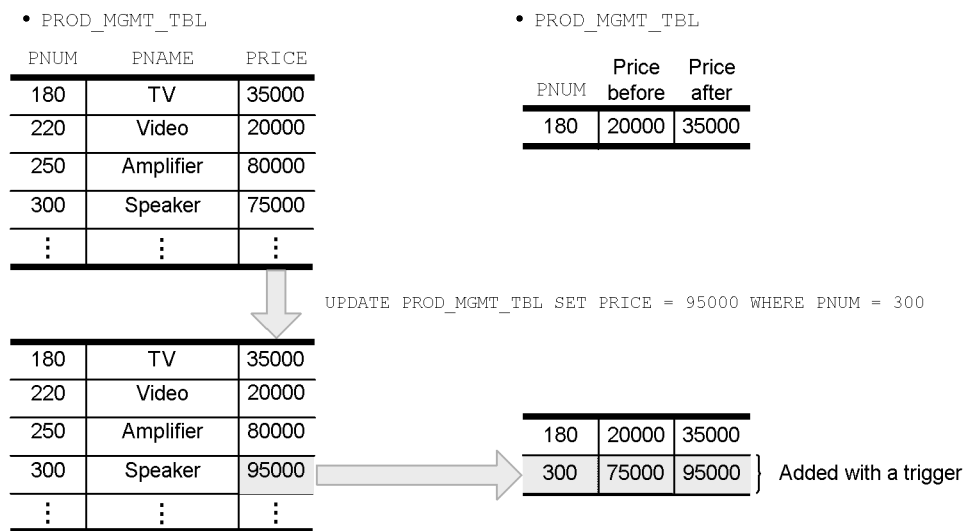 • PROD_MGMT_TBL
PNUM PNAME PRICE
180 TV 35000
220 Video 20000
250 Amplifier 80000
300 Speaker 75000
⋮ ⋮ ⋮
• PROD_MGMT_TBL
PNUM Price before Price after
180 20000 35000
UPDATE PROD_MGMT_TBL SET PRICE = 95000 WHERE PNUM = 300
180 TV 35000
220 Video 20000
250 Amplifier 80000
300 Speaker 95000
⋮ ⋮ ⋮
180 20000 35000
300 75000 95000 } Added with a trigger